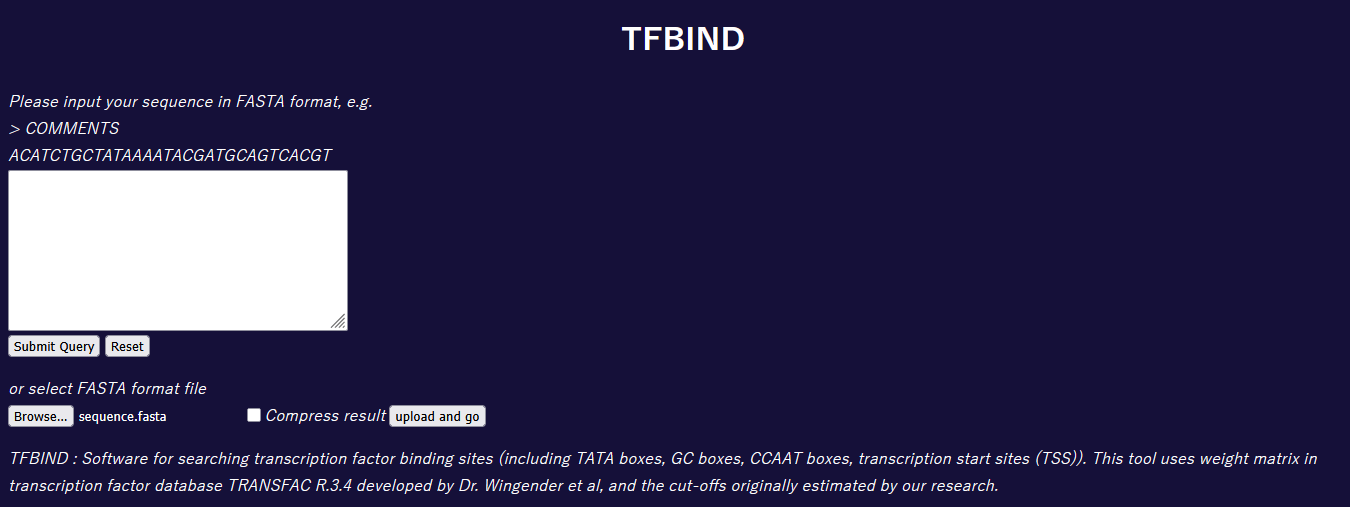 TFBIND
Please input your sequence in FASTA format, e.g.
> COMMENTS
ACATCTGCTATAAAATACGATGCAGTCACGT
Submit Query Reset
or select FASTA format file
Browse... sequence.fasta Compress result upload and go
TFBIND : Software for searching transcription factor binding sites (including TATA boxes, GC boxes, CCAAT boxes, transcription start sites (TSS)). This tool uses weight matrix in
transcription factor database TRANSFAC R.3.4 developed by Dr. Wingender et al, and the cut-offs originally estimated by our research.